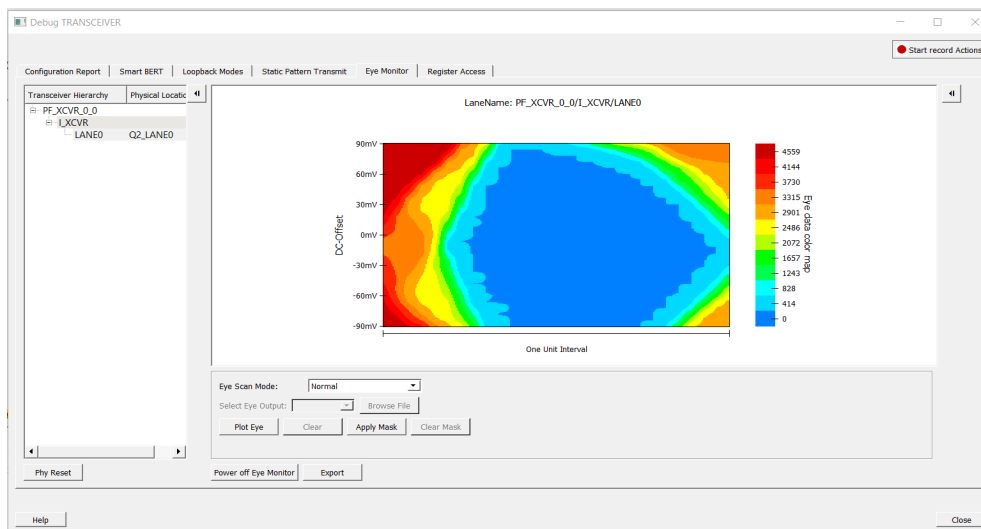 Debug TRANSCEIVER
Start record Actions
Configuration Report Smart BERT Loopback Modes Static Pattern Transmit Eye Monitor Register Access
Transceiver Hierarchy Physical Locatic
PF_XCVR_0_0
I_XCVR
LANE0 Q2_LANE0
LaneName: PF_XCVR_0_0/I_XCVR/LANE0
90mV
60mV
30mV
0mV
-30mV
-60mV
-90mV
DC-Offset
One Unit Interval
4559
4144
3730
3315
2901
2486
2072
1657
1243
828
414
0
Eye data color map
Eye Scan Mode: Normal
Select Eye Output: Browse File
Plot Eye Clear Apply Mask Clear Mask
Phy Reset Power off Eye Monitor Export
Help Close